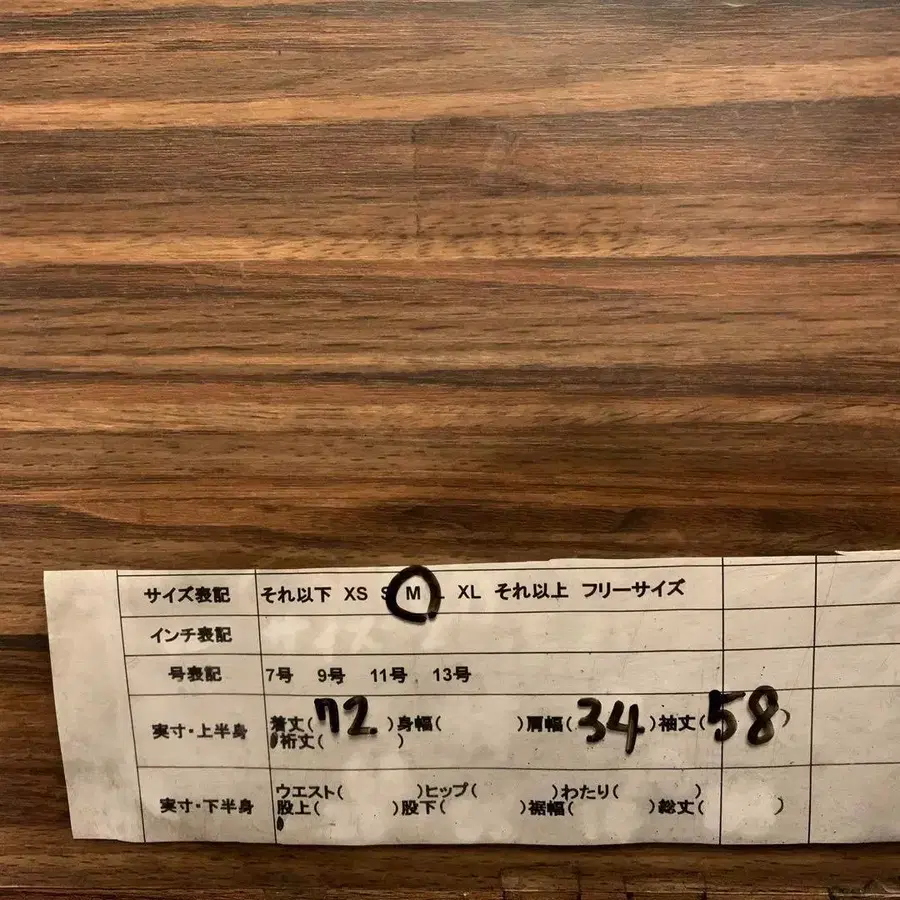 サイズ表記 それ以下 XS S M L XL それ以上 フリーサイズ
インチ表記
号表記 7号 9号 11号 13号
実寸・上半身 着丈(72)身幅( )肩幅(34)袖丈(58)
裄丈( )
実寸・下半身 ウエスト( )ヒップ( )わたり( )
股上( )股下( )裾幅( )総丈( )